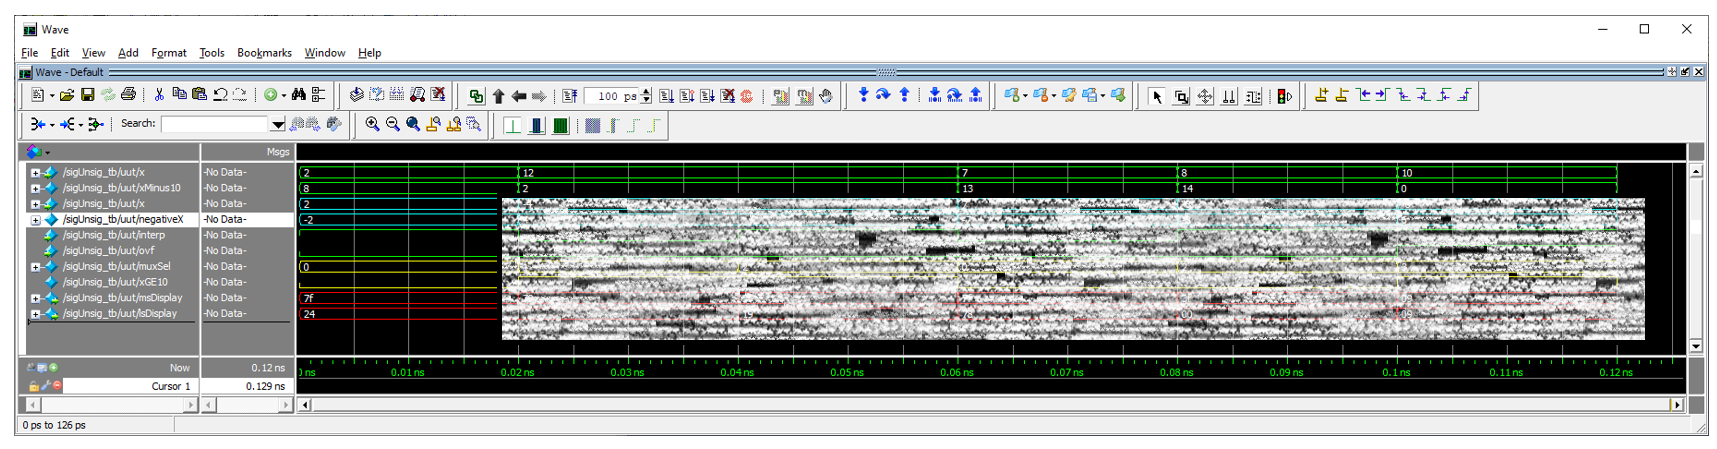 Wave
File Edit View Add Format Tools Bookmarks Window Help
Wave - Default
100 ps
Search:
Msgs
/sigUnsig_tb/uut/x -No Data- 2 12 7 8 10
/sigUnsig_tb/uut/xMinus10 -No Data- 8 2 13 14 0
/sigUnsig_tb/uut/x -No Data- 2
/sigUnsig_tb/uut/negativeX -No Data- -2
/sigUnsig_tb/uut/interp -No Data-
/sigUnsig_tb/uut/ovf -No Data-
/sigUnsig_tb/uut/muxSel -No Data- 0
/sigUnsig_tb/uut/xGE10 -No Data-
/sigUnsig_tb/uut/msDisplay -No Data- 7f
/sigUnsig_tb/uut/lsDisplay -No Data- 24
Now 0.12 ns 0.01 ns 0.02 ns 0.03 ns 0.04 ns 0.05 ns 0.06 ns 0.07 ns 0.08 ns 0.09 ns 0.1 ns 0.11 ns 0.12 ns
Cursor 1 0.129 ns
0 ps to 126 ps